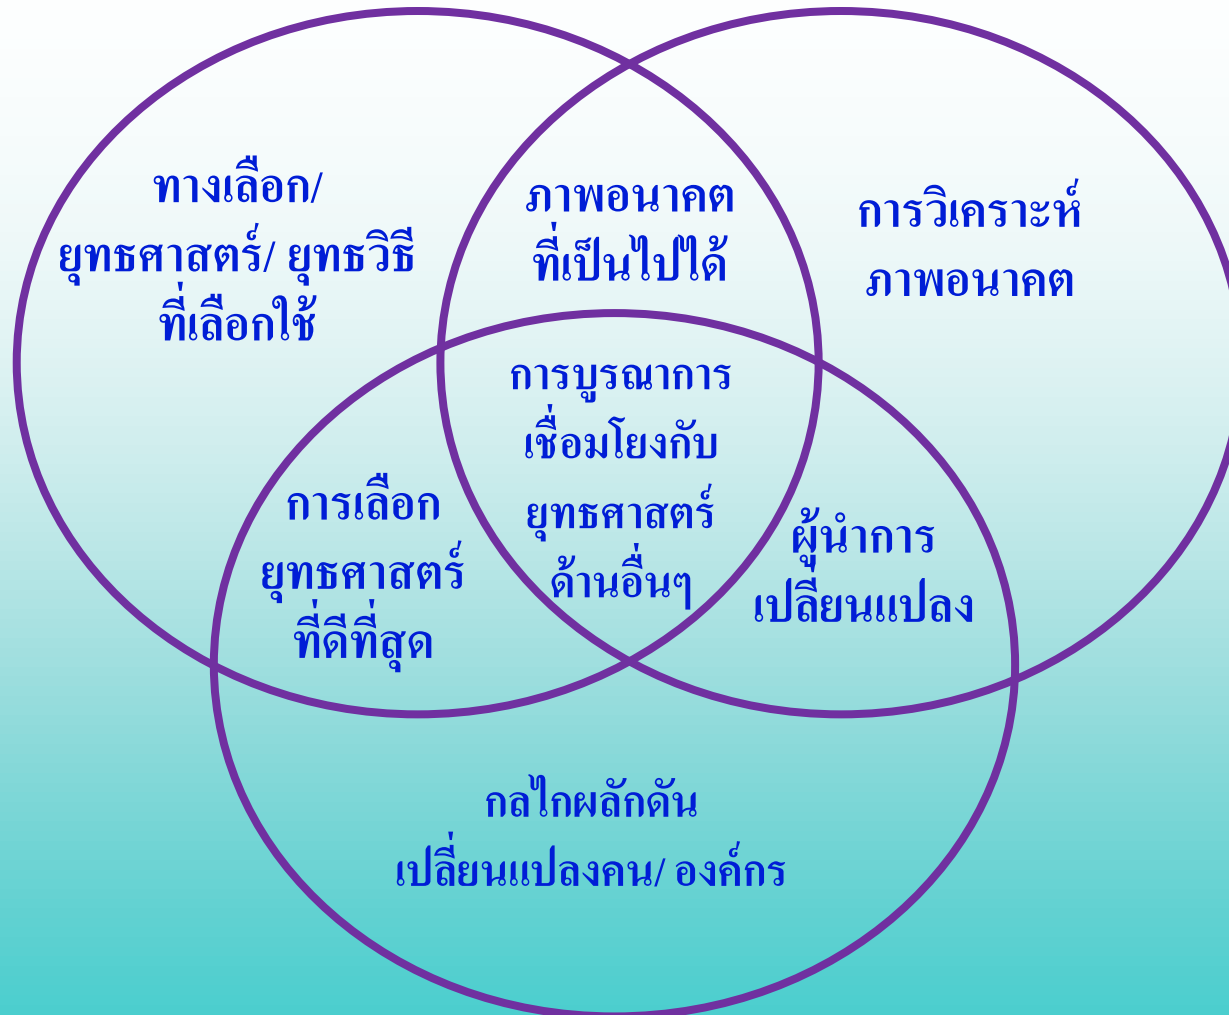 ทางเลือก/
ยุทธศาสตร์/ ยุทธวิธี
ที่เลือกใช้
ภาพอนาคต
ที่เป็นไปได้
การวิเคราะห์
ภาพอนาคต
การบูรณาการ
เชื่อมโยงกับ
ยุทธศาสตร์
ด้านอื่นๆ
การเลือก
ยุทธศาสตร์
ที่ดีที่สุด
ผู้นำการ
เปลี่ยนแปลง
กลไกผลักดัน
เปลี่ยนแปลงคน/ องค์กร